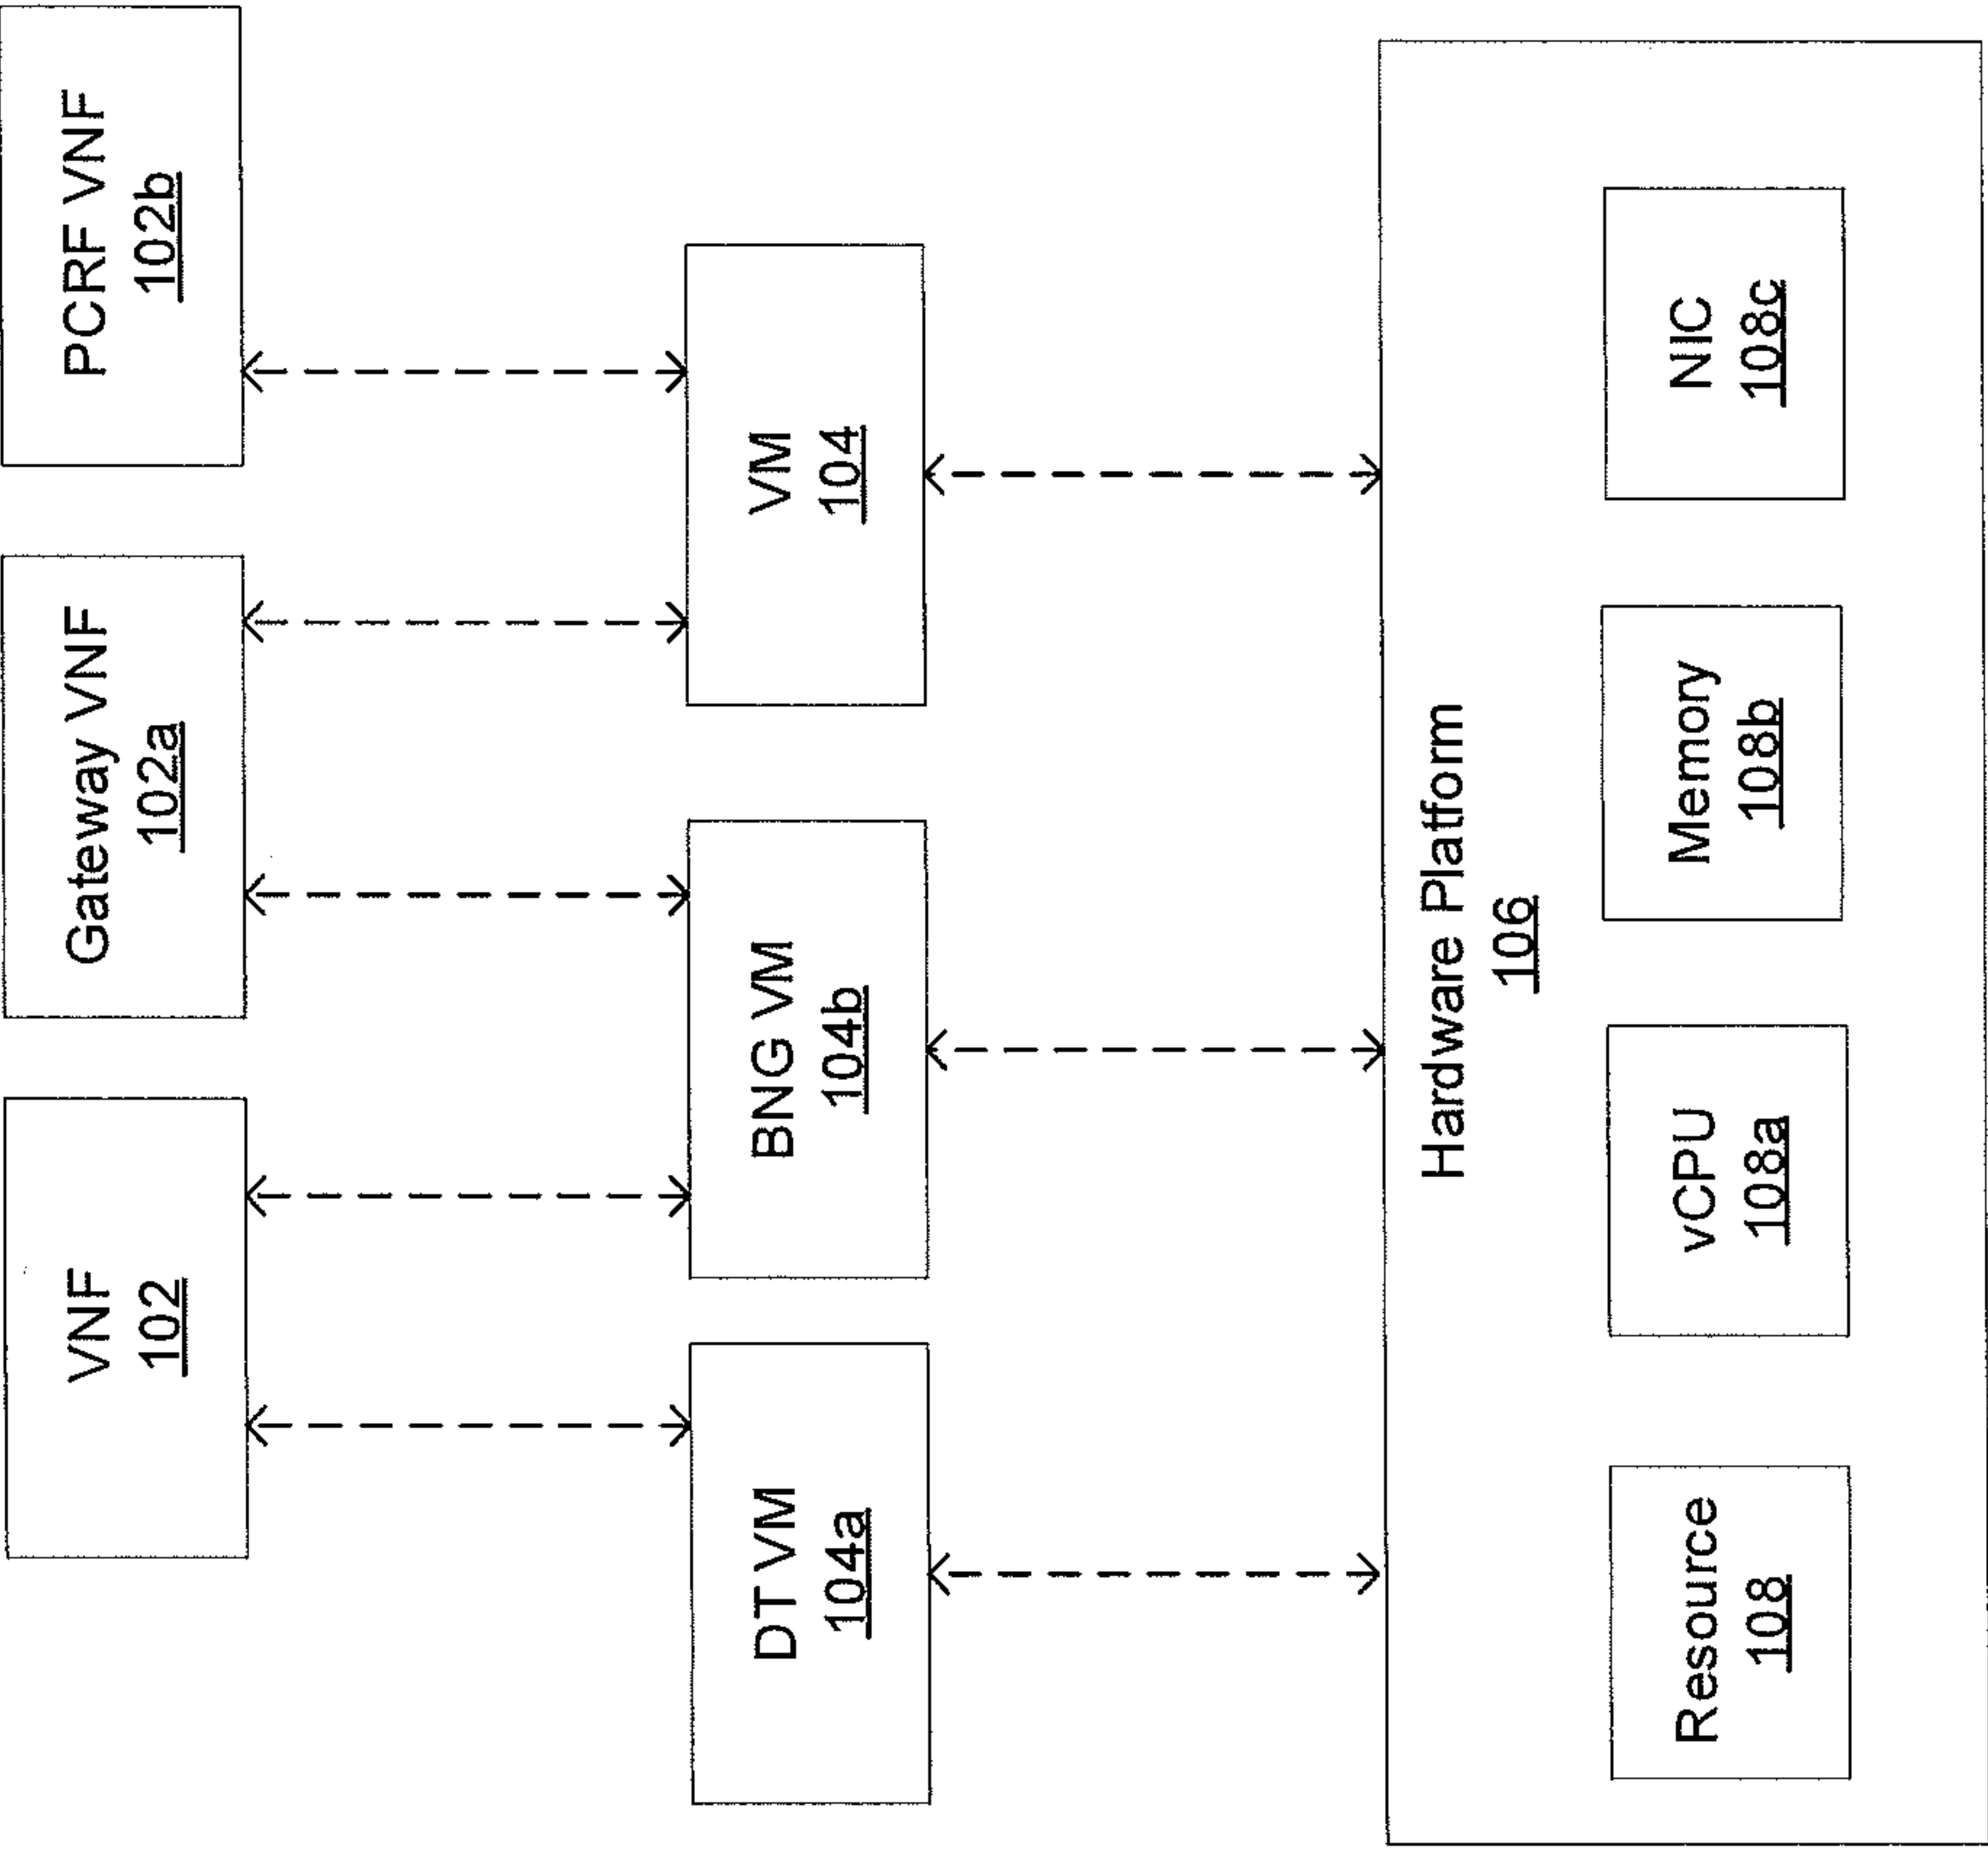 VNF
102
Gateway VNF
102a
PCRF VNF
102b
DT VM
104a
BNG VM
104b
VM
104
Hardware Platform
106
Resource
108
vCPU
108a
Memory
108b
NIC
108c